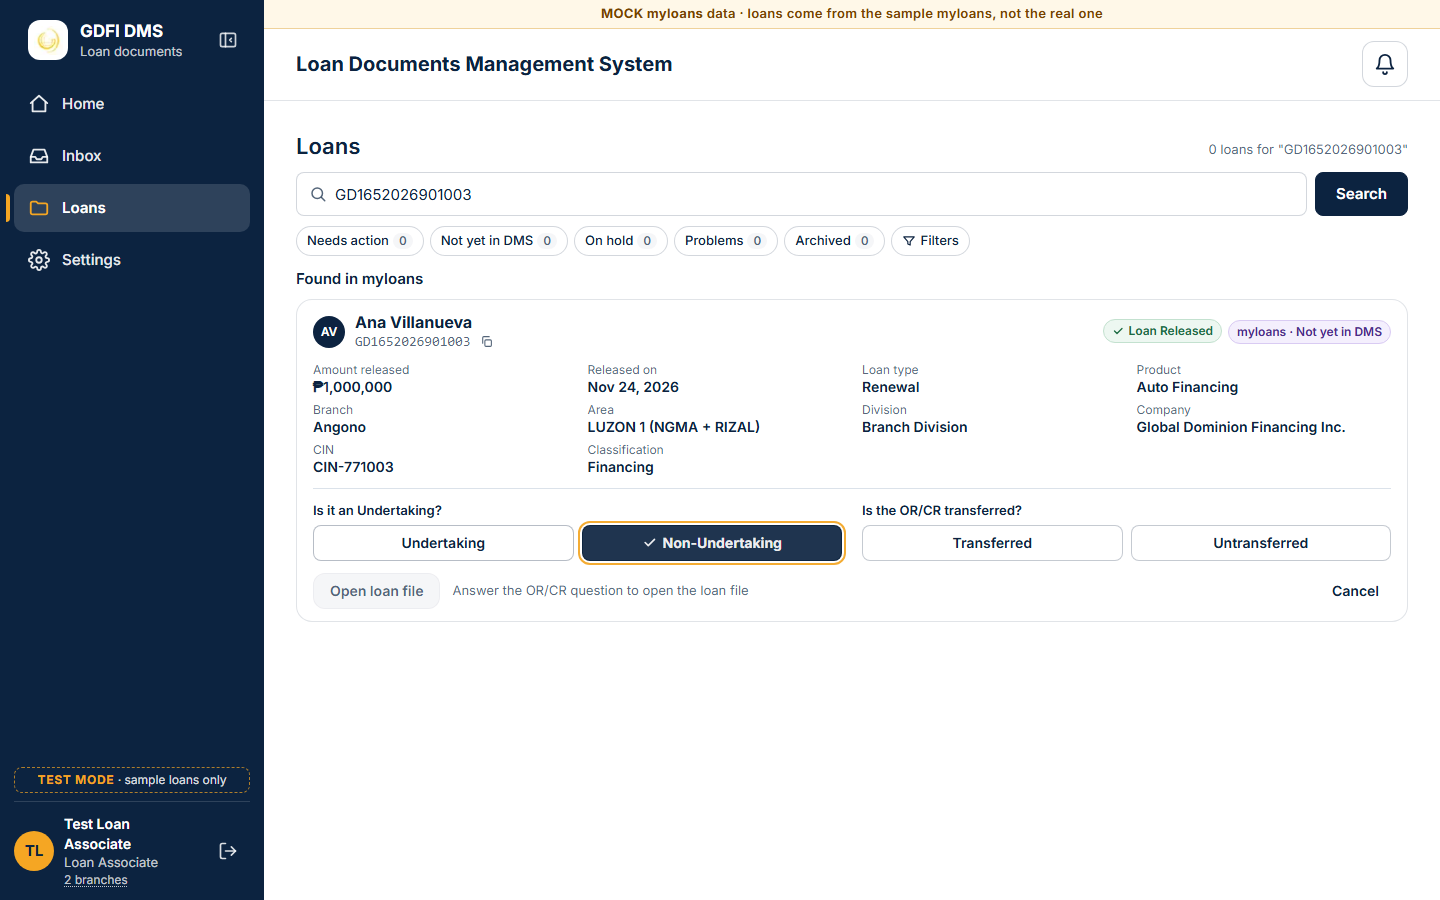 GDFI DMS
Loan documents
Home
Inbox
Loans
Settings
TEST MODE · sample loans only
TL
Test Loan
Associate
Loan Associate
2 branches
MOCK myloans data · loans come from the sample myloans, not the real one
Loan Documents Management System
Loans
0 loans for "GD1652026901003"
GD1652026901003
Search
Needs action 0
Not yet in DMS 0
On hold 0
Problems 0
Archived 0
Filters
Found in myloans
AV
Ana Villanueva
GD1652026901003
Loan Released
myloans · Not yet in DMS
Amount released
₱1,000,000
Released on
Nov 24, 2026
Loan type
Renewal
Product
Auto Financing
Branch
Angono
Area
LUZON 1 (NGMA + RIZAL)
Division
Branch Division
Company
Global Dominion Financing Inc.
CIN
CIN-771003
Classification
Financing
Is it an Undertaking?
Undertaking
Non-Undertaking
Is the OR/CR transferred?
Transferred
Untransferred
Open loan file
Answer the OR/CR question to open the loan file
Cancel